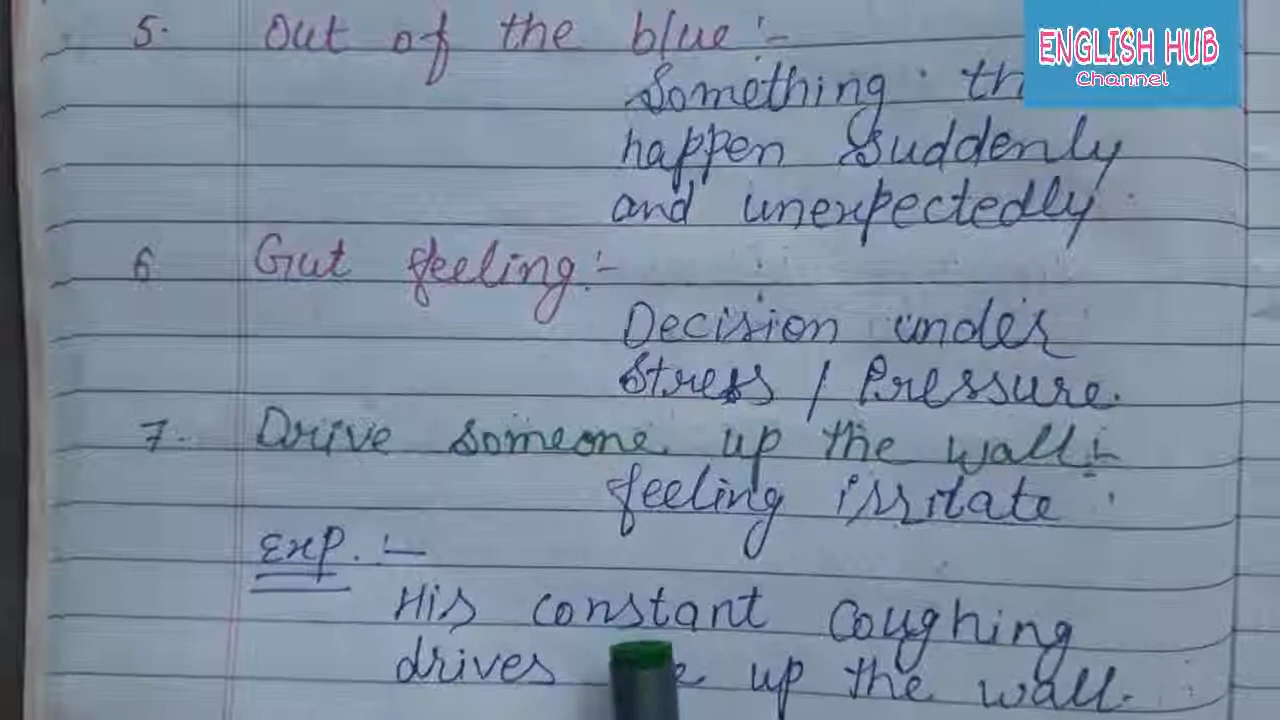 5. Out of the blue :-
ENGLISH HUB
Channel
Something
happen Suddenly
and unexpectedly.
6 Gut feeling :-
Decision under
Stress / Pressure.
7. Drive someone up the wall :-
feeling irritate
Exp. :-
His constant coughing
drives up the wall.